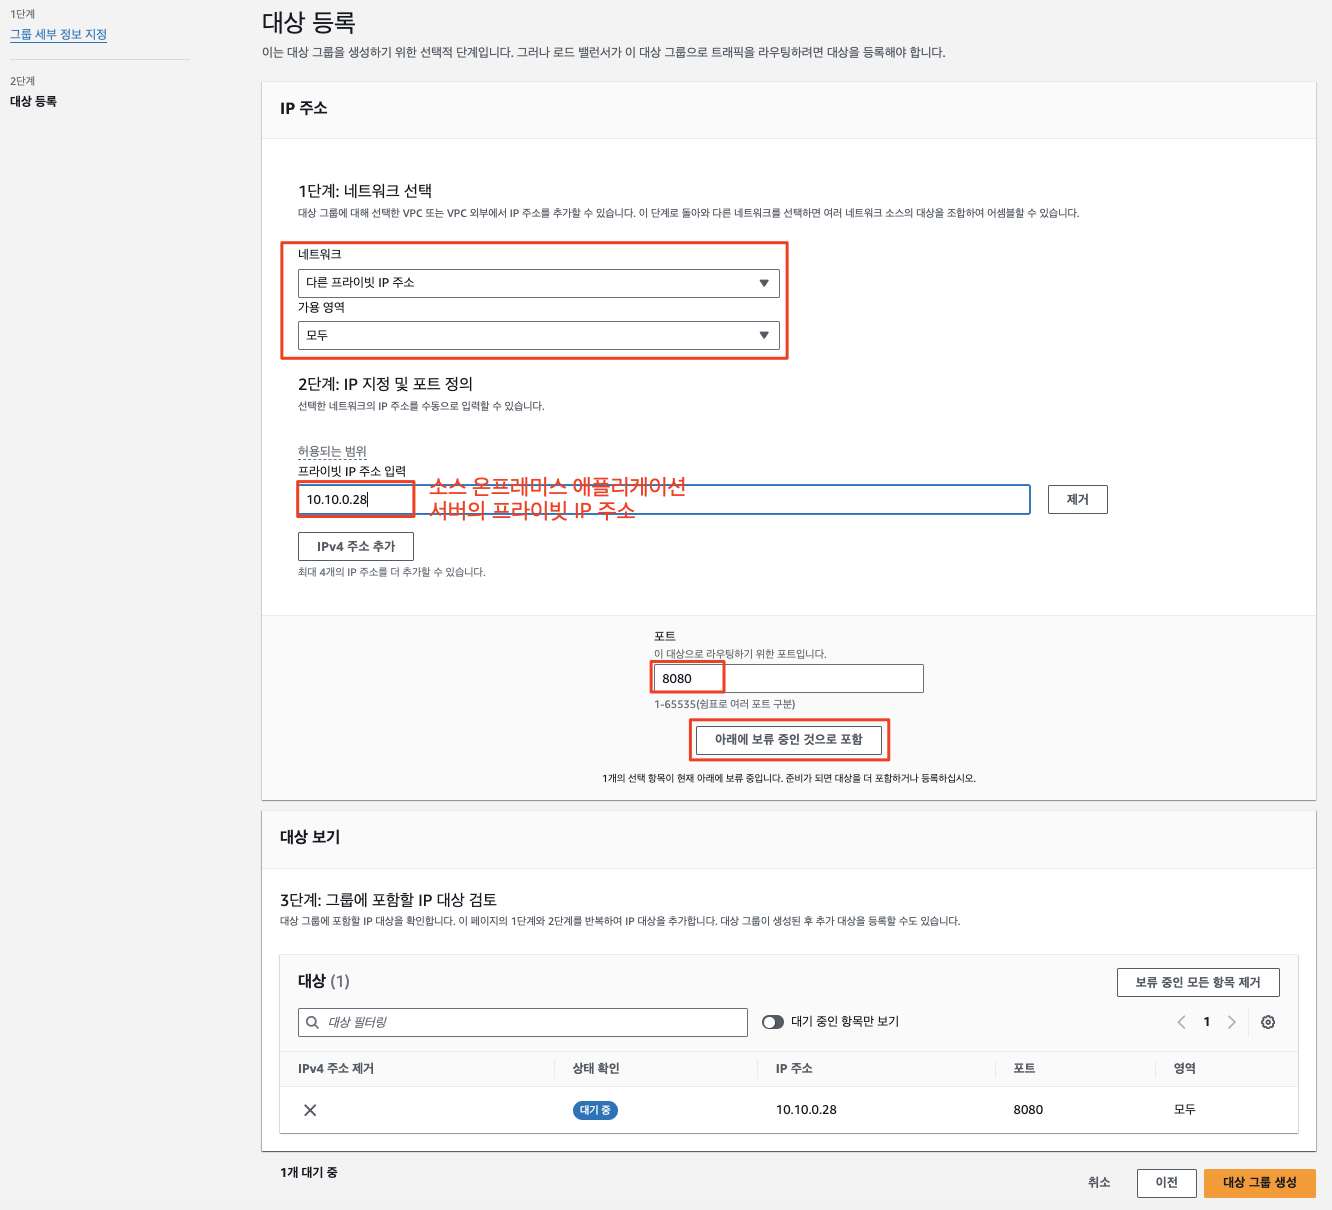 1단계
그룹 세부 정보 지정
2단계
대상 등록
대상 등록
이는 대상 그룹을 생성하기 위한 선택적 단계입니다. 그러나 로드 밸런서가 이 대상 그룹으로 트래픽을 라우팅하려면 대상을 등록해야 합니다.
IP 주소
1단계: 네트워크 선택
대상 그룹에 대해 선택한 VPC 또는 VPC 외부에서 IP 주소를 추가할 수 있습니다. 이 단계로 돌아와 다른 네트워크를 선택하면 여러 네트워크 소스의 대상을 조합하여 어셈블할 수 있습니다.
네트워크
다른 프라이빗 IP 주소
가용 영역
모두
2단계: IP 지정 및 포트 정의
선택한 네트워크의 IP 주소를 수동으로 입력할 수 있습니다.
허용되는 범위
프라이빗 IP 주소 입력
10.10.0.28
소스 온프레미스 애플리케이션
서버의 프라이빗 IP 주소
제거
IPv4 주소 추가
최대 4개의 IP 주소를 더 추가할 수 있습니다.
포트
이 대상으로 라우팅하기 위한 포트입니다.
8080
1-65535(쉼표로 여러 포트 구분)
아래에 보류 중인 것으로 포함
1개의 선택 항목이 현재 아래에 보류 중입니다. 준비가 되면 대상을 더 포함하거나 등록하십시오.
대상 보기
3단계: 그룹에 포함할 IP 대상 검토
대상 그룹에 포함할 IP 대상을 확인합니다. 이 페이지의 1단계와 2단계를 반복하여 IP 대상을 추가합니다. 대상 그룹이 생성된 후 추가 대상을 등록할 수도 있습니다.
대상 (1)
보류 중인 모든 항목 제거
대상 필터링
대기 중인 항목만 보기
1
IPv4 주소 제거 상태 확인 IP 주소 포트 영역
대기 중 10.10.0.28 8080 모두
1개 대기 중
취소 이전 대상 그룹 생성